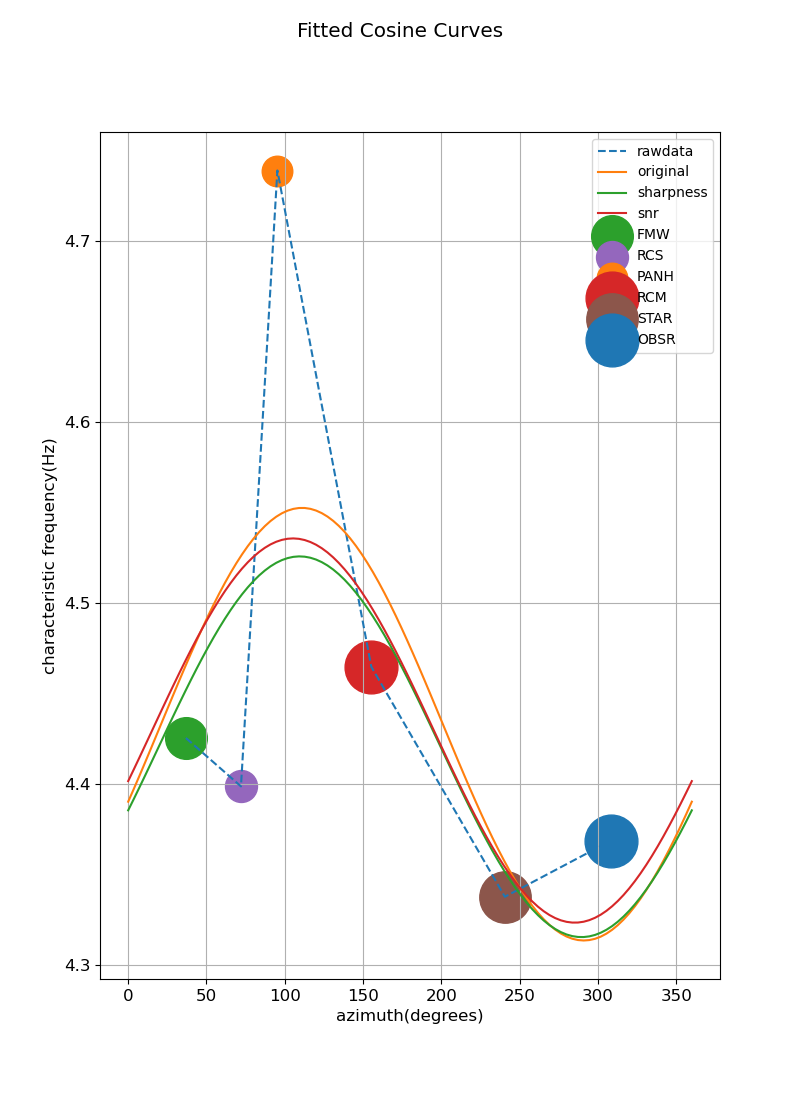 Fitted Cosine Curves
rawdata
original
sharpness
snr
FMW
RCS
PANH
RCM
STAR
OBSR
characteristic frequency(Hz)
4.7
4.6
4.5
4.4
4.3
0 50 100 150 200 250 300 350
azimuth(degrees)